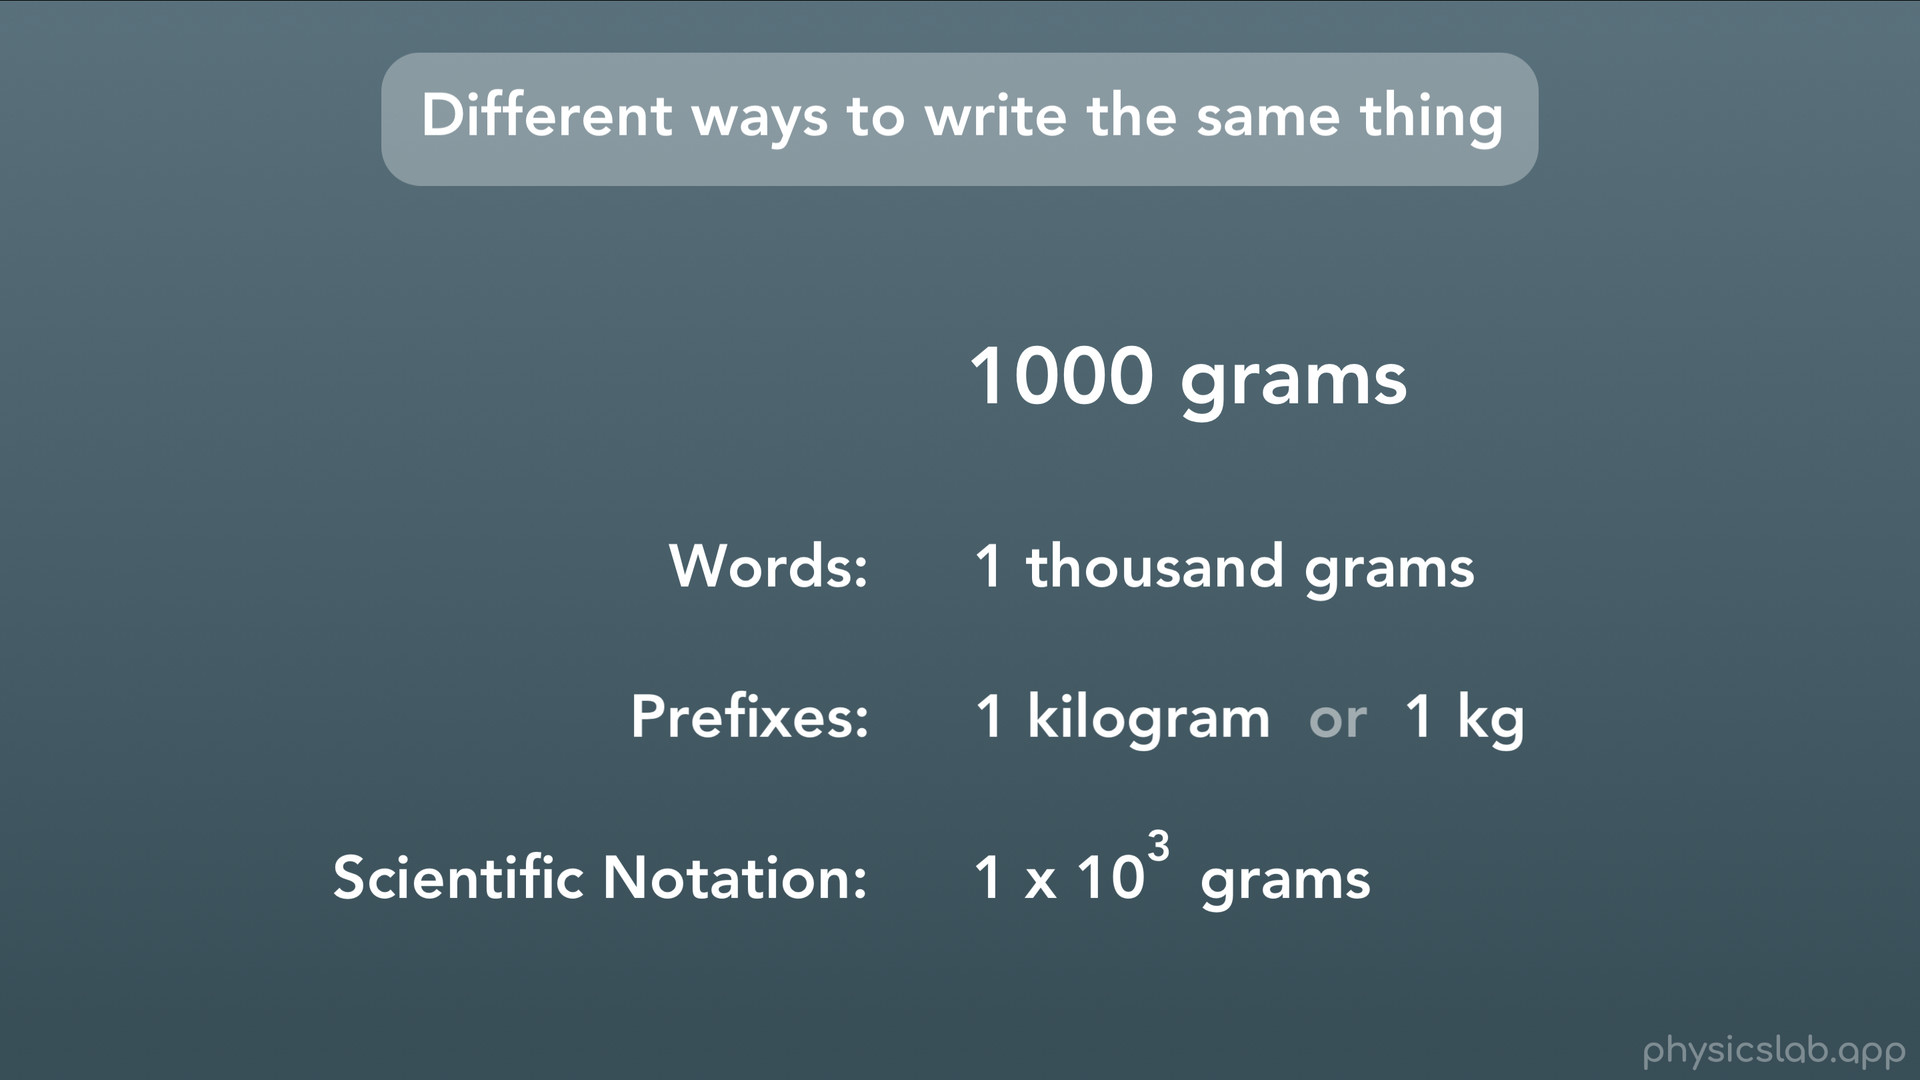 Different ways to write the same thing
1000 grams
Words: 1 thousand grams
Prefixes: 1 kilogram or 1 kg
Scientific Notation: 1 x 10³ grams
physicslab.app